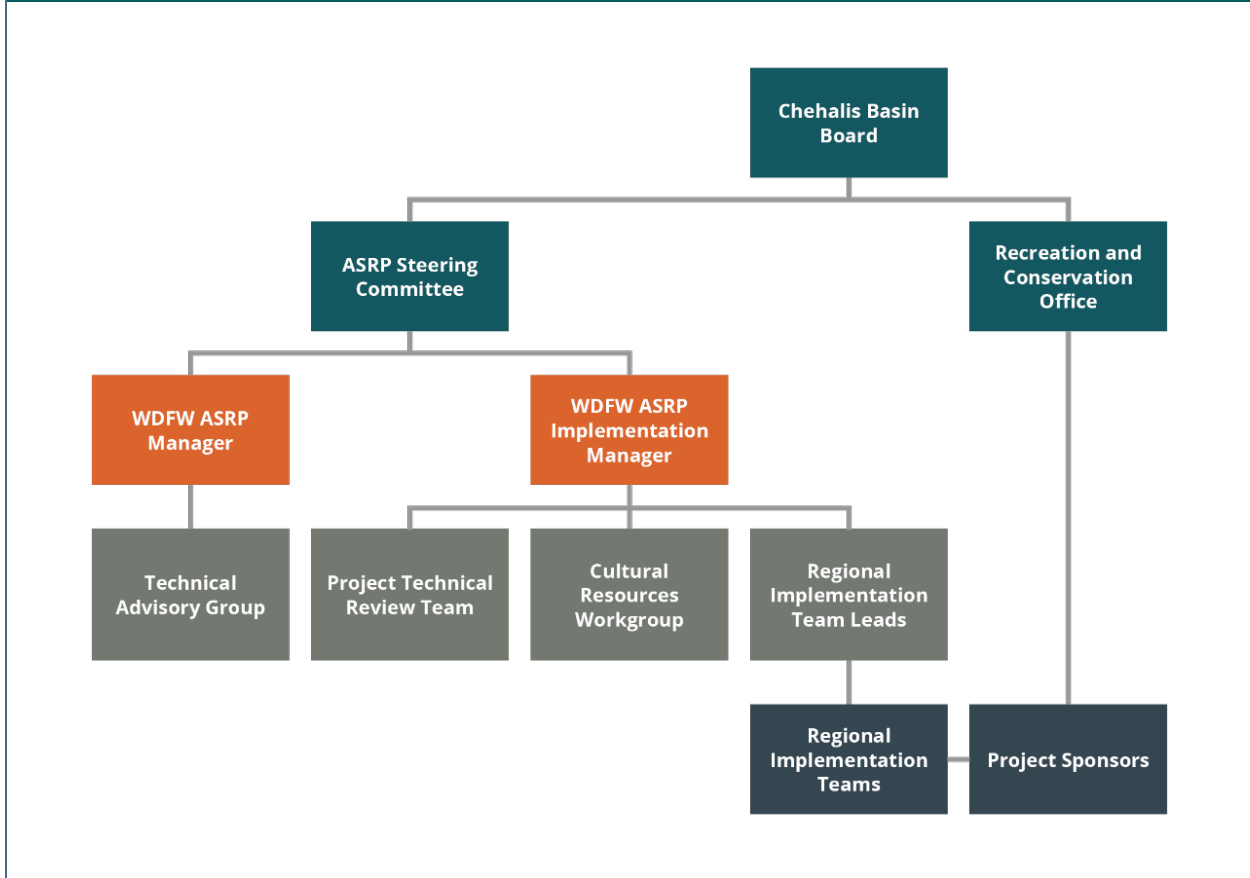 Chehalis Basin
Board
ASRP Steering
Committee
Recreation and
Conservation
Office
WDFW ASRP
Manager
WDFW ASRP
Implementation
Manager
Technical
Advisory Group
Project Technical
Review Team
Cultural
Resources
Workgroup
Regional
Implementation
Team Leads
Regional
Implementation
Teams
Project Sponsors